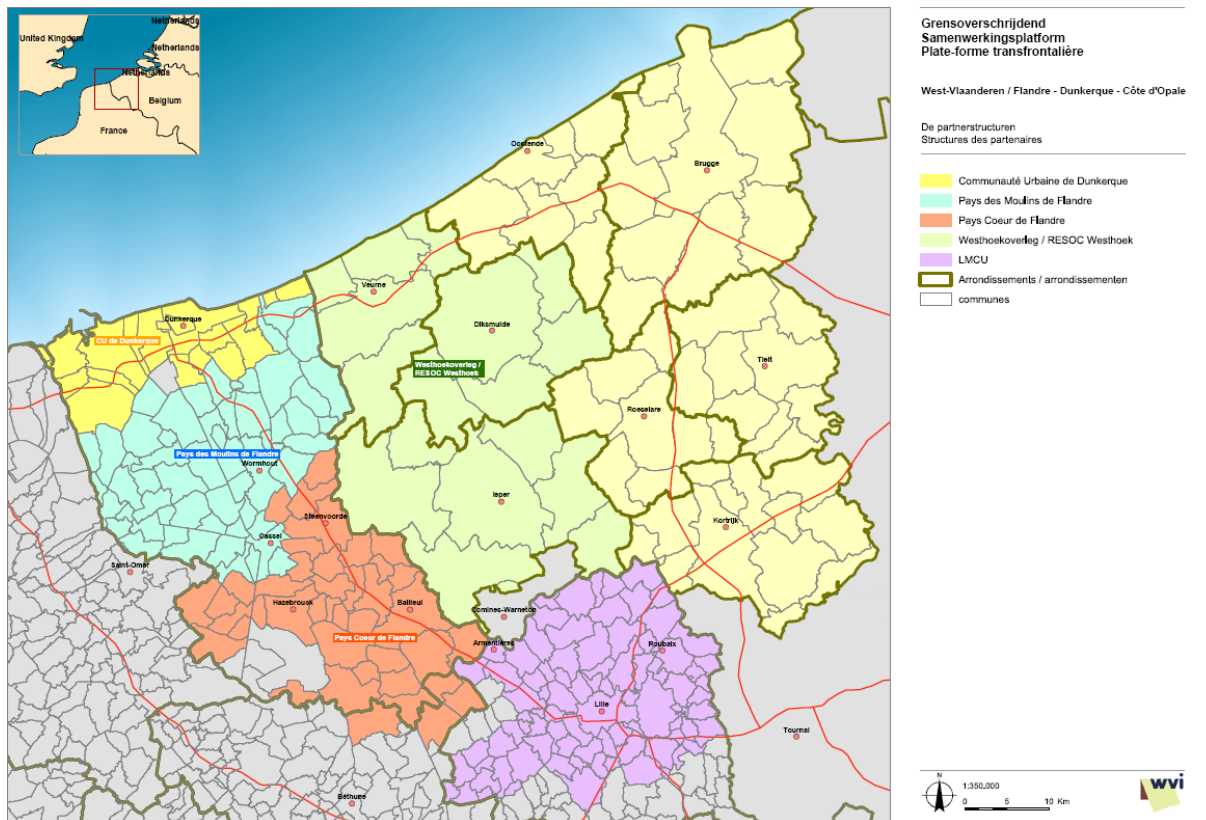 United Kingdom
Netherlands
Netherlands
Netherlands
Belgium
France
Oostende
Brugge
Veurne
Diksmuide
Dunkerque
CU de Dunkerque
Westhoekoverleg /
RESOC Westhoek
Tielt
Roeselare
Pays des Moulins de Flandre
Wormhout
Ieper
Steenvoorde
Kortrijk
Cassel
Saint-Omer
Hazebrouck
Bailleul
Comines-Warneton
Pays Coeur de Flandre
Armentières
Roubaix
Lille
Tournai
Béthune
Grensoverschrijdend
Samenwerkingsplatform
Plate-forme transfrontalière
West-Vlaanderen / Flandre - Dunkerque - Côte d'Opale
De partnerstructuren
Structures des partenaires
Communauté Urbaine de Dunkerque
Pays des Moulins de Flandre
Pays Coeur de Flandre
Westhoekoverleg / RESOC Westhoek
LMCU
Arrondissements / arrondissementen
communes
N
1:350.000
0 5 10 Km
wvi